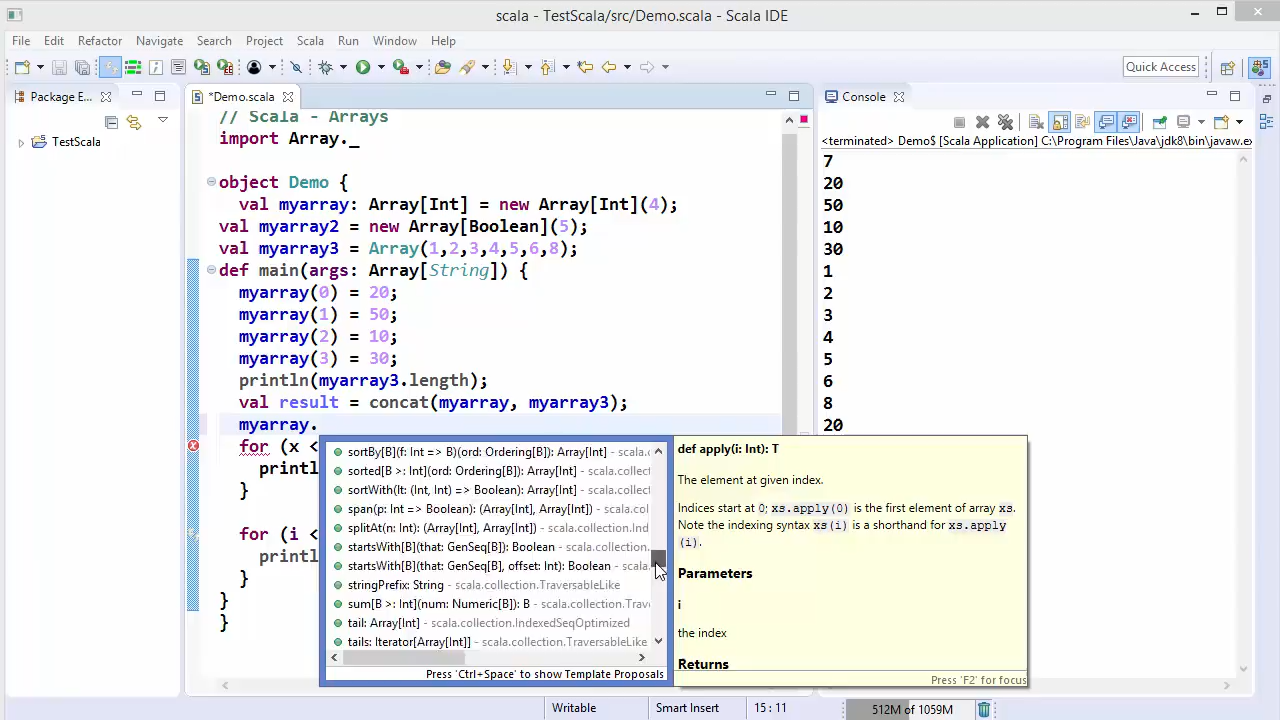 scala - TestScala/src/Demo.scala - Scala IDE
File Edit Refactor Navigate Search Project Scala Run Window Help
Quick Access
Package E...
*Demo.scala
Console
TestScala
<terminated> Demo$ [Scala Application] C:\Program Files\Java\jdk8\bin\javaw.ex
// Scala - Arrays
import Array._
object Demo {
val myarray: Array[Int] = new Array[Int](4);
val myarray2 = new Array[Boolean](5);
val myarray3 = Array(1,2,3,4,5,6,8);
def main(args: Array[String]) {
myarray(0) = 20;
myarray(1) = 50;
myarray(2) = 10;
myarray(3) = 30;
println(myarray3.length);
val result = concat(myarray, myarray3);
myarray.
for (x <
printl
}
for (i <
printl
}
}
}
7
20
50
10
30
1
2
3
4
5
6
8
20
sortBy[B](f: Int => B)(ord: Ordering[B]): Array[Int] - scala.c
sorted[B >: Int](ord: Ordering[B]): Array[Int] - scala.collect
sortWith(lt: (Int, Int) => Boolean): Array[Int] - scala.collect
span(p: Int => Boolean): (Array[Int], Array[Int]) - scala.col
splitAt(n: Int): (Array[Int], Array[Int]) - scala.collection.Ind
startsWith[B](that: GenSeq[B]): Boolean - scala.collection.
startsWith[B](that: GenSeq[B], offset: Int): Boolean - scala.
stringPrefix: String - scala.collection.TraversableLike
sum[B >: Int](num: Numeric[B]): B - scala.collection.Trav
tail: Array[Int] - scala.collection.IndexedSeqOptimized
tails: Iterator[Array[Int]] - scala.collection.TraversableLike
Press 'Ctrl+Space' to show Template Proposals
def apply(i: Int): T
The element at given index.
Indices start at 0; xs.apply(0) is the first element of array xs.
Note the indexing syntax xs(i) is a shorthand for xs.apply
(i).
Parameters
i
the index
Returns
Press 'F2' for focus
Writable
Smart Insert
15 : 11
512M of 1059M